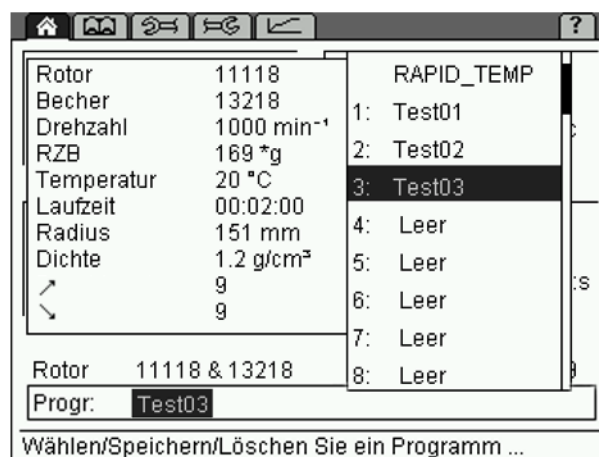 ?
Rotor 11118
Becher 13218
Drehzahl 1000 min⁻¹
RZB 169 *g
Temperatur 20 °C
Laufzeit 00:02:00
Radius 151 mm
Dichte 1.2 g/cm³
↗ 9
↘ 9
RAPID_TEMP
1: Test01
2: Test02
3: Test03
4: Leer
5: Leer
6: Leer
7: Leer
8: Leer
:s
Rotor 11118 & 13218
Progr: Test03
Wählen/Speichern/Löschen Sie ein Programm ...